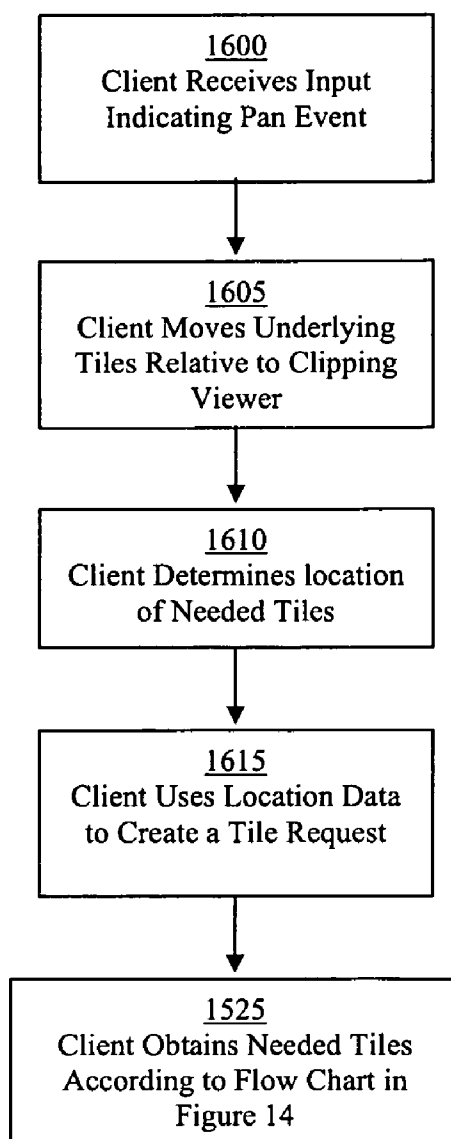 1600
Client Receives Input
Indicating Pan Event
1605
Client Moves Underlying
Tiles Relative to Clipping
Viewer
1610
Client Determines location
of Needed Tiles
1615
Client Uses Location Data
to Create a Tile Request
1525
Client Obtains Needed Tiles
According to Flow Chart in
Figure 14